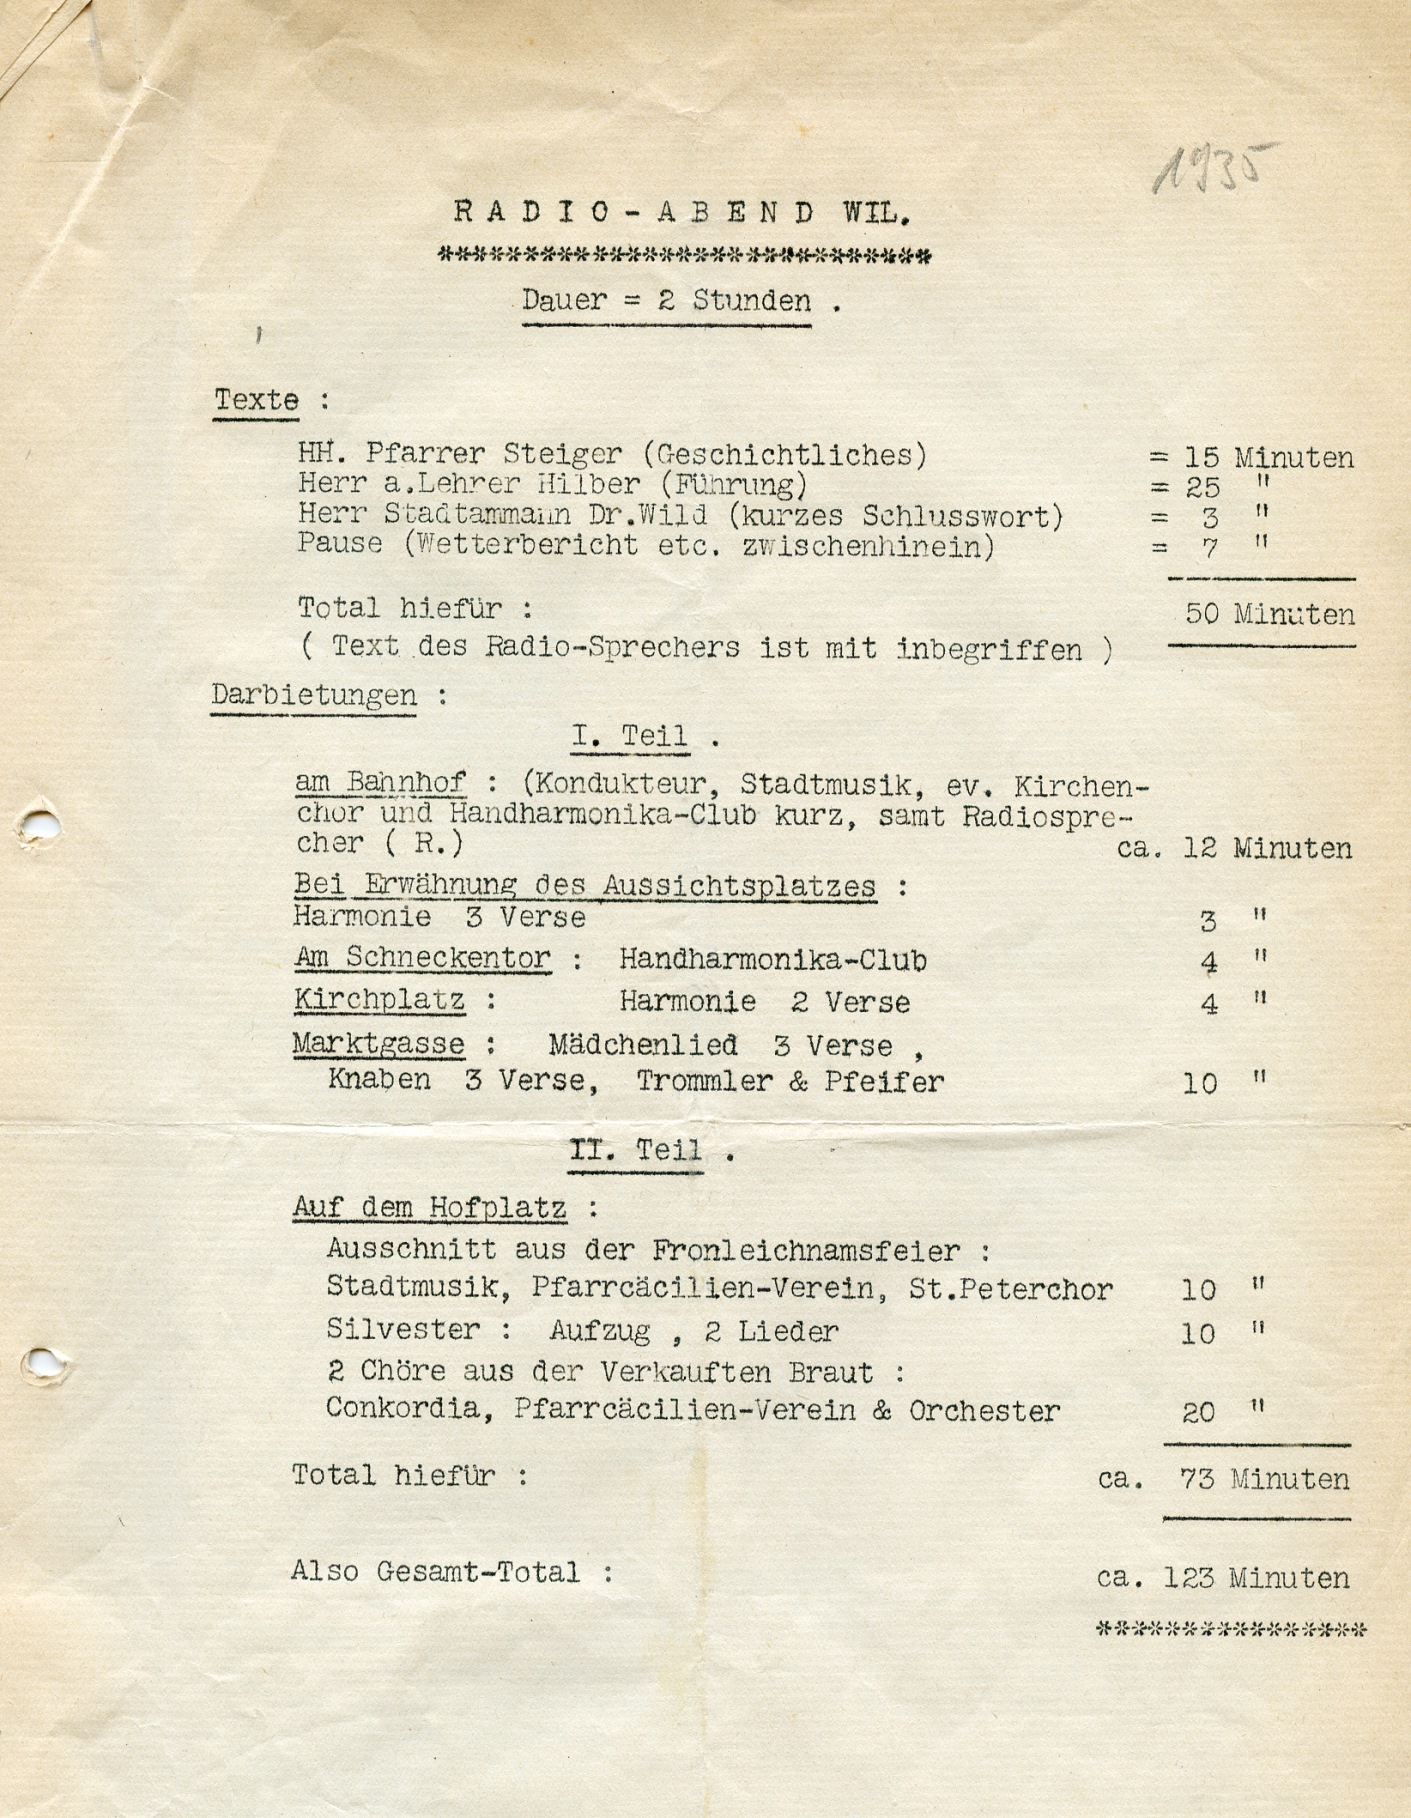 1935
RADIO-ABEND WIL.
*****************************
Dauer = 2 Stunden .
Texte :
HH. Pfarrer Steiger (Geschichtliches) = 15 Minuten
Herr a.Lehrer Hilber (Führung) = 25 "
Herr Stadtammann Dr.Wild (kurzes Schlusswort) = 3 "
Pause (Wetterbericht etc. zwischenhinein) = 7 "
Total hiefür : 50 Minuten
( Text des Radio-Sprechers ist mit inbegriffen )
Darbietungen :
I. Teil .
am Bahnhof : (Kondukteur, Stadtmusik, ev. Kirchen-
chor und Handharmonika-Club kurz, samt Radiospre-
cher ( R.) ca. 12 Minuten
Bei Erwähnung des Aussichtsplatzes :
Harmonie 3 Verse 3 "
Am Schneckentor : Handharmonika-Club 4 "
Kirchplatz : Harmonie 2 Verse 4 "
Marktgasse : Mädchenlied 3 Verse ,
Knaben 3 Verse, Trommler & Pfeifer 10 "
II. Teil .
Auf dem Hofplatz :
Ausschnitt aus der Fronleichnamsfeier :
Stadtmusik, Pfarrcäcilien-Verein, St.Peterchor 10 "
Silvester : Aufzug , 2 Lieder 10 "
2 Chöre aus der Verkauften Braut :
Conkordia, Pfarrcäcilien-Verein & Orchester 20 "
Total hiefür : ca. 73 Minuten
Also Gesamt-Total : ca. 123 Minuten
****************